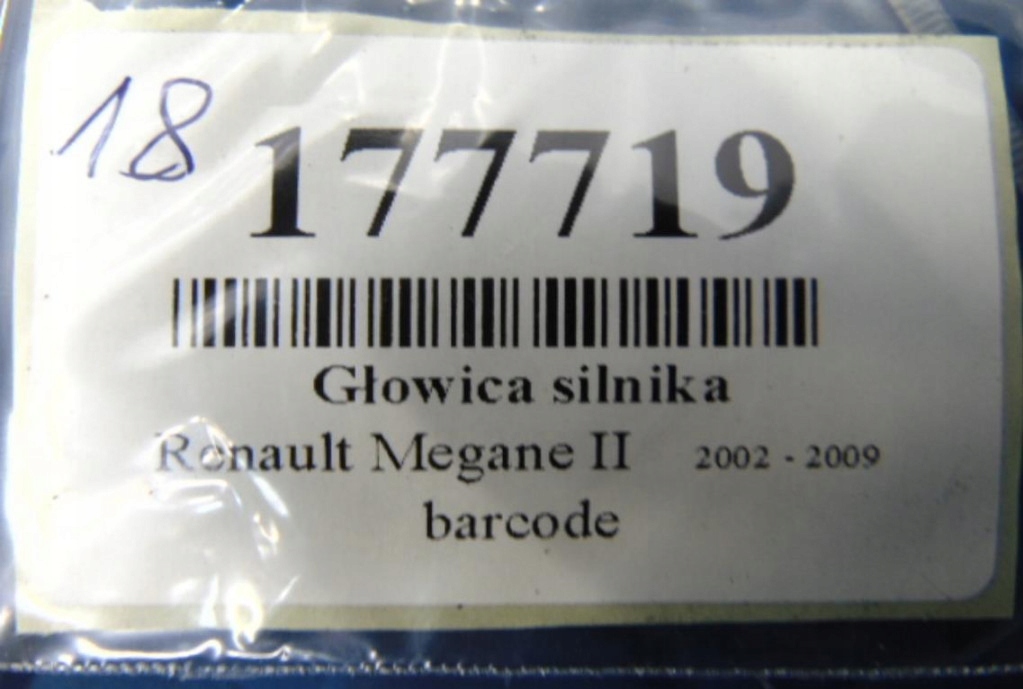 18
177719
Głowica silnika
Renault Megane II 2002 - 2009
barcode